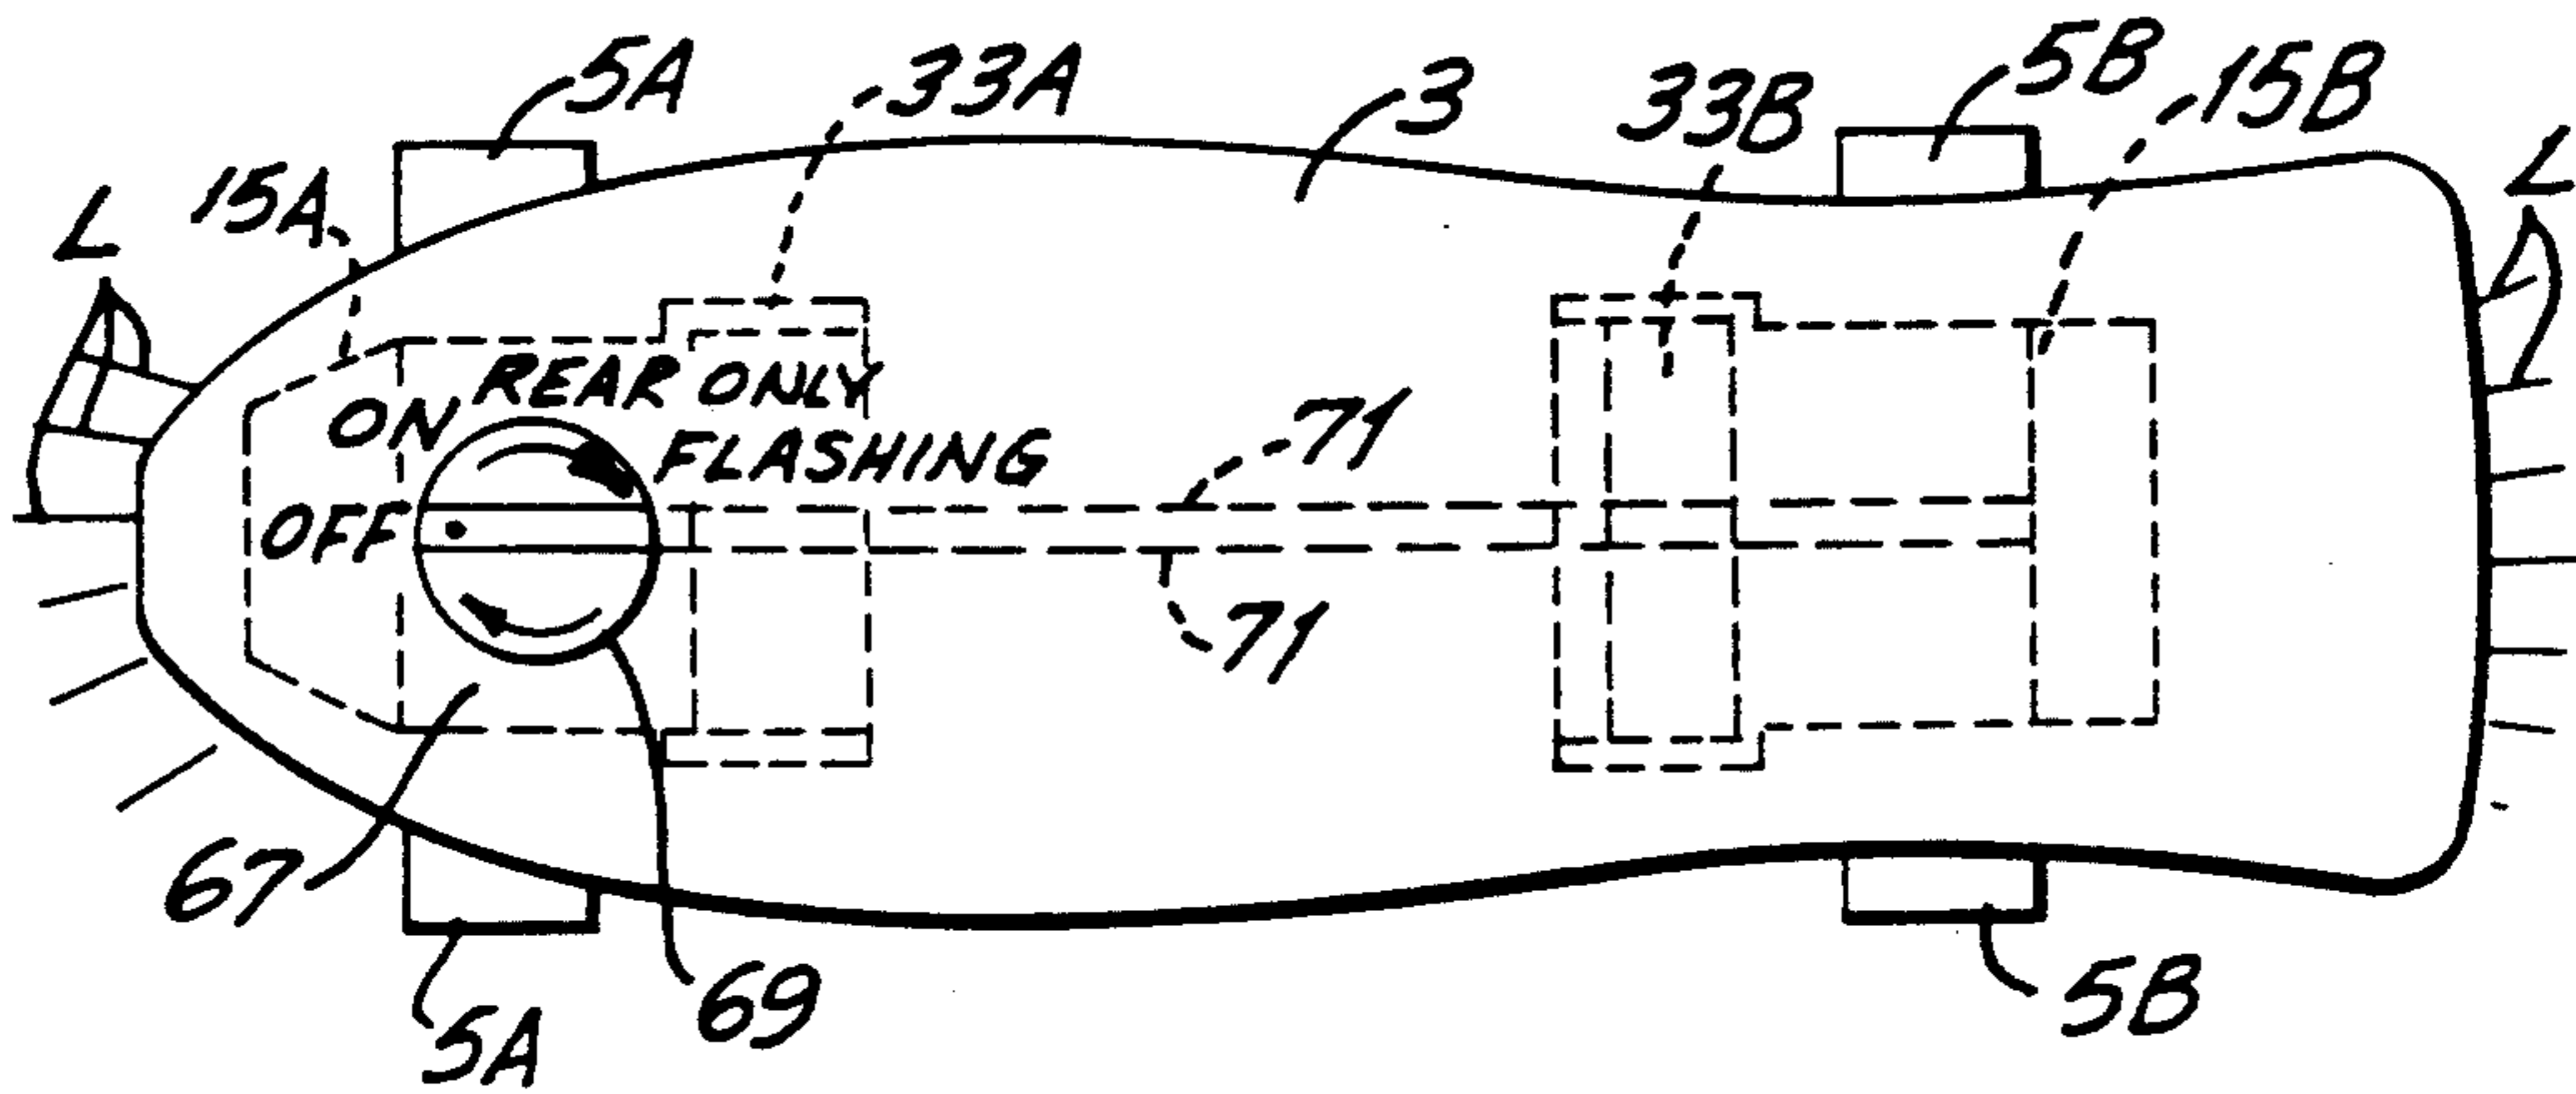 5A
33A
3
33B
5B
15B
L
15A
L
REAR ONLY
ON
FLASHING
71
OFF
71
67
69
5A
5B